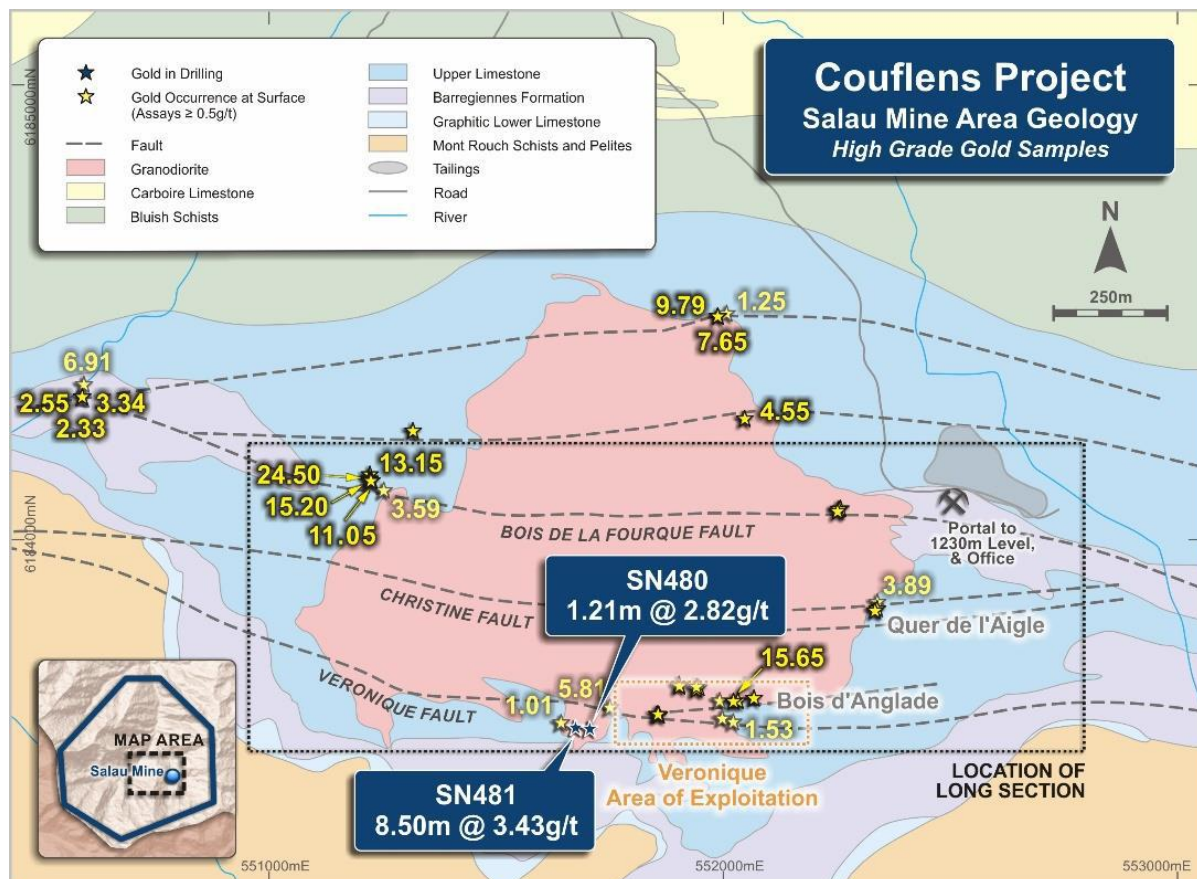 Couflens Project
Salau Mine Area Geology
High Grade Gold Samples
Gold in Drilling
Gold Occurrence at Surface
(Assays ≥ 0.5g/t)
Fault
Granodiorite
Carboire Limestone
Bluish Schists
Upper Limestone
Barregiennes Formation
Graphitic Lower Limestone
Mont Rouch Schists and Pelites
Tailings
Road
River
6185000mN
N
250m
9.79
1.25
7.65
6.91
2.55
3.34
2.33
4.55
24.50
13.15
15.20
3.59
11.05
6184000mN
BOIS DE LA FOURQUE FAULT
Portal to
1230m Level,
& Office
SN480
1.21m @ 2.82g/t
CHRISTINE FAULT
3.89
Quer de l'Aigle
15.65
VERONIQUE FAULT
5.81
1.01
Bois d'Anglade
1.53
MAP AREA
Salau Mine
Veronique
Area of Exploitation
LOCATION OF
LONG SECTION
SN481
8.50m @ 3.43g/t
551000mE
552000mE
553000mE